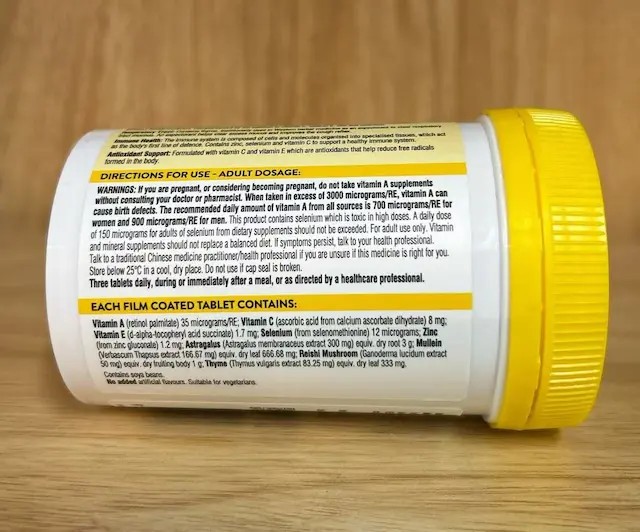 Immune Health: The immune system is composed of cells and molecules organised into specialised tissues, which act
as the body's first line of defence. Contains zinc, selenium and vitamin C to support a healthy immune system.
Antioxidant Support: Formulated with vitamin C and vitamin E which are antioxidants that help reduce free radicals
formed in the body.
DIRECTIONS FOR USE – ADULT DOSAGE:
WARNINGS: If you are pregnant, or considering becoming pregnant, do not take vitamin A supplements
without consulting your doctor or pharmacist. When taken in excess of 3000 micrograms/RE, vitamin A can
cause birth defects. The recommended daily amount of vitamin A from all sources is 700 micrograms/RE for
women and 900 micrograms/RE for men. This product contains selenium which is toxic in high doses. A daily dose
of 150 micrograms for adults of selenium from dietary supplements should not be exceeded. For adult use only. Vitamin
and mineral supplements should not replace a balanced diet. If symptoms persist, talk to your health professional.
Talk to a traditional Chinese medicine practitioner/health professional if you are unsure if this medicine is right for you.
Store below 25°C in a cool, dry place. Do not use if cap seal is broken.
Three tablets daily, during or immediately after a meal, or as directed by a healthcare professional.
EACH FILM COATED TABLET CONTAINS:
Vitamin A (retinol palmitate) 35 micrograms/RE; Vitamin C (ascorbic acid from calcium ascorbate dihydrate) 8 mg;
Vitamin E (d-alpha-tocopheryl acid succinate) 1.7 mg; Selenium (from selenomethionine) 12 micrograms; Zinc
(from zinc gluconate) 1.2 mg; Astragalus (Astragalus membranaceus extract 300 mg) equiv. dry root 3 g; Mullein
(Verbascum Thapsus extract 166.67 mg) equiv. dry leaf 666.68 mg; Reishi Mushroom (Ganoderma lucidum extract
50 mg) equiv. dry fruiting body 1 g; Thyme (Thymus vulgaris extract 83.25 mg) equiv. dry leaf 333 mg.
Contains soya beans.
No added artificial flavours. Suitable for vegetarians.